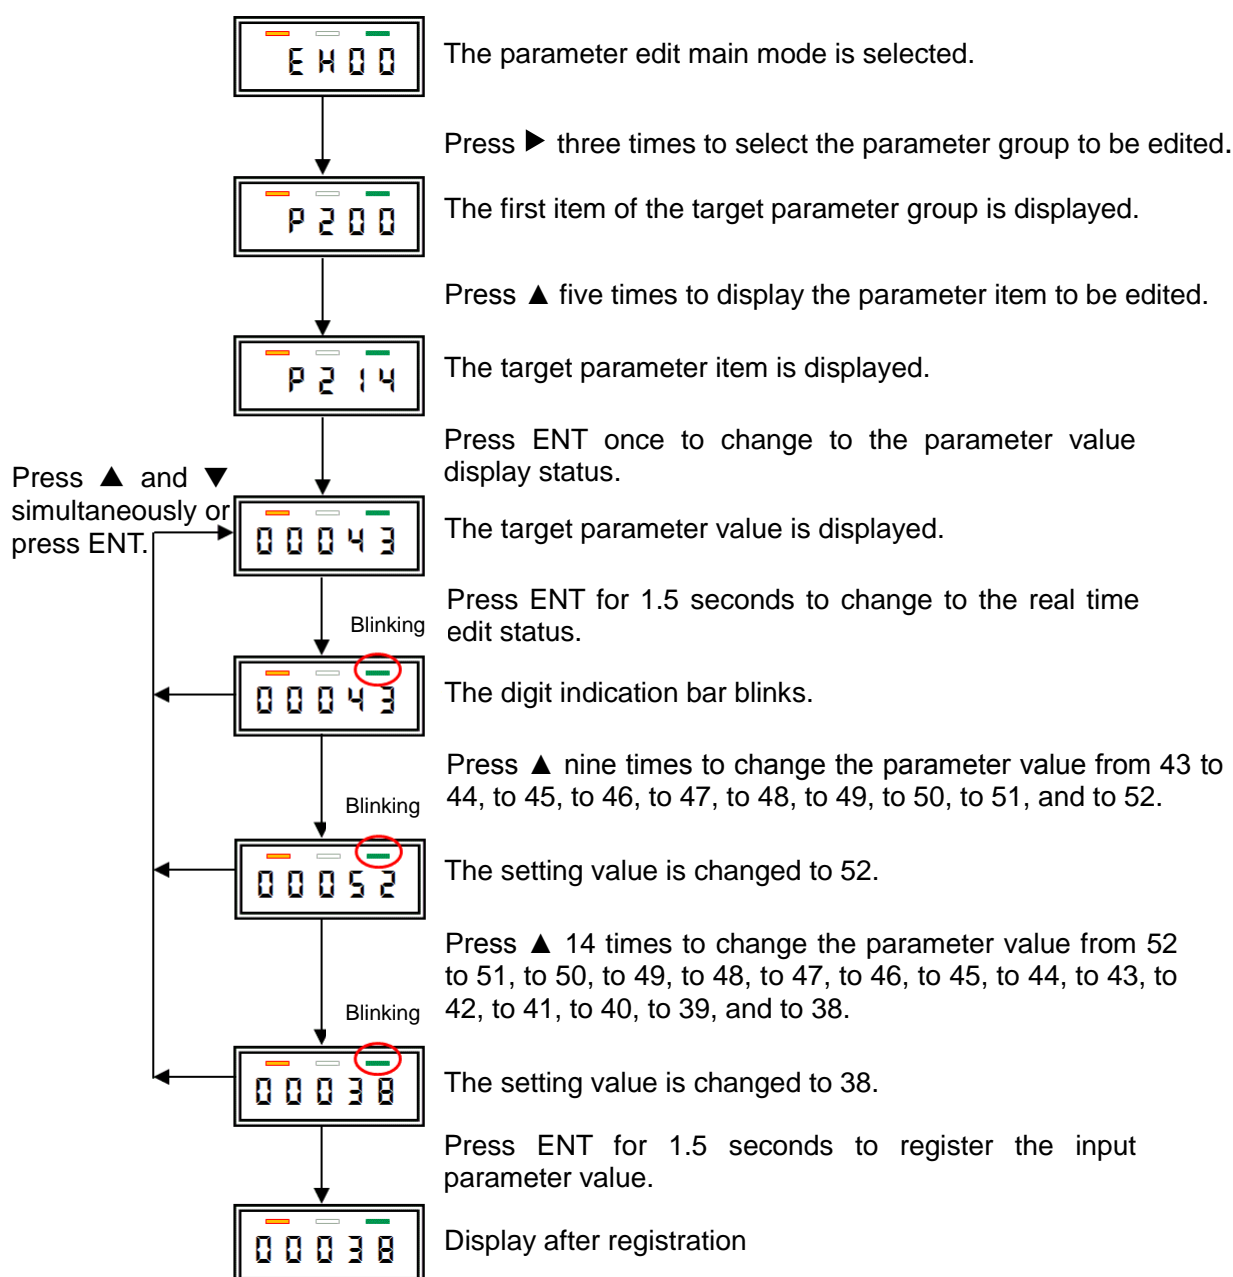 EH00
The parameter edit main mode is selected.
Press ▶ three times to select the parameter group to be edited.
P200
The first item of the target parameter group is displayed.
Press ▲ five times to display the parameter item to be edited.
P214
The target parameter item is displayed.
Press ENT once to change to the parameter value
display status.
Press ▲ and ▼
simultaneously or
press ENT.
00043
The target parameter value is displayed.
Press ENT for 1.5 seconds to change to the real time
edit status.
Blinking
00043
The digit indication bar blinks.
Press ▲ nine times to change the parameter value from 43 to
44, to 45, to 46, to 47, to 48, to 49, to 50, to 51, and to 52.
Blinking
00052
The setting value is changed to 52.
Press ▲ 14 times to change the parameter value from 52
to 51, to 50, to 49, to 48, to 47, to 46, to 45, to 44, to 43, to
42, to 41, to 40, to 39, and to 38.
Blinking
00038
The setting value is changed to 38.
Press ENT for 1.5 seconds to register the input
parameter value.
00038
Display after registration